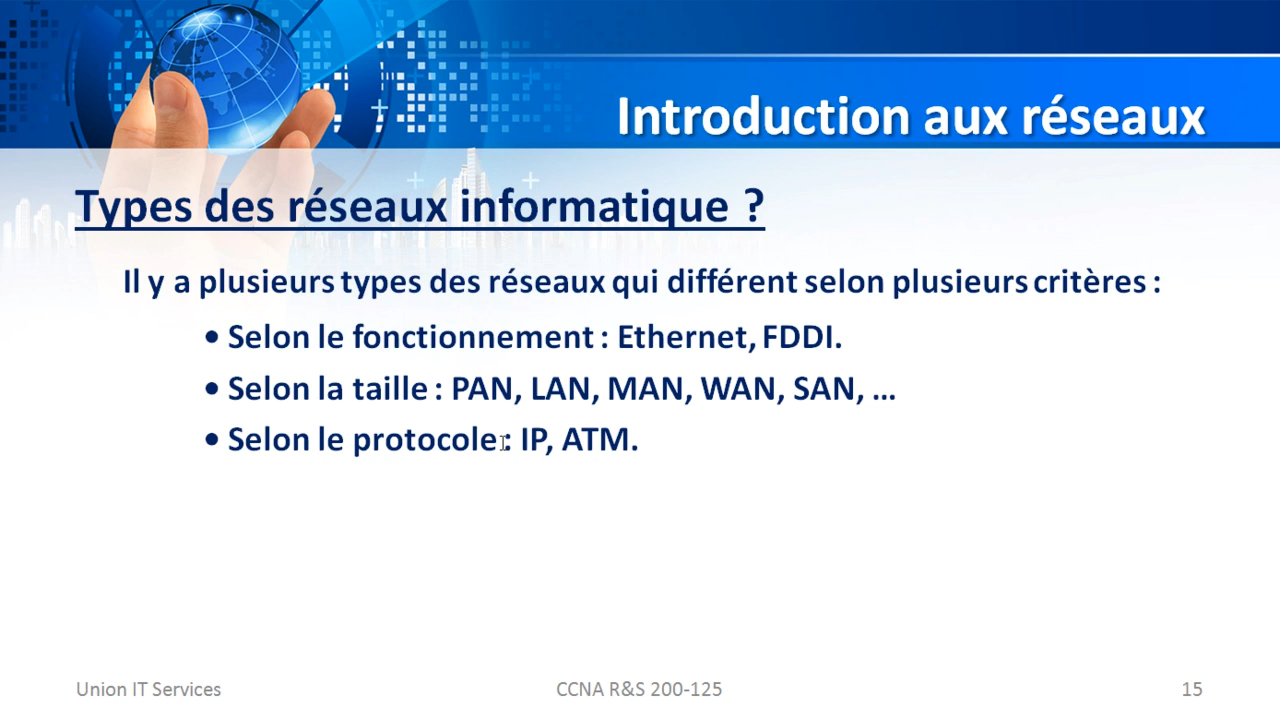 Introduction aux réseaux
Types des réseaux informatique ?
Il y a plusieurs types des réseaux qui différent selon plusieurs critères :
• Selon le fonctionnement : Ethernet, FDDI.
• Selon la taille : PAN, LAN, MAN, WAN, SAN, ...
• Selon le protocole : IP, ATM.
Union IT Services CCNA R&S 200-125 15